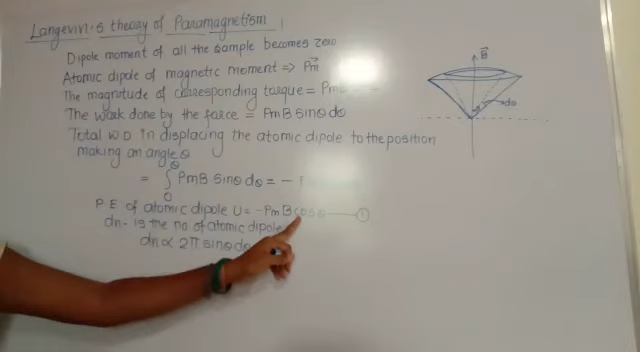 Langevin's theory of Paramagnetism
Dipole moment of all the sample becomes zero
Atomic dipole of magnetic moment ⇒ Pm⃗
The magnitude of corresponding torque = PmB
The work done by the force = PmB sinθ dθ
Total W.D in displacing the atomic dipole to the position
making an angle θ
= ∫₀^θ PmB sinθ dθ = -
P.E of atomic dipole U = -PmB cosθ — ①
dn - is the no of atomic dipole
dn ∝ 2π sinθ dθ
B⃗
θ
dθ